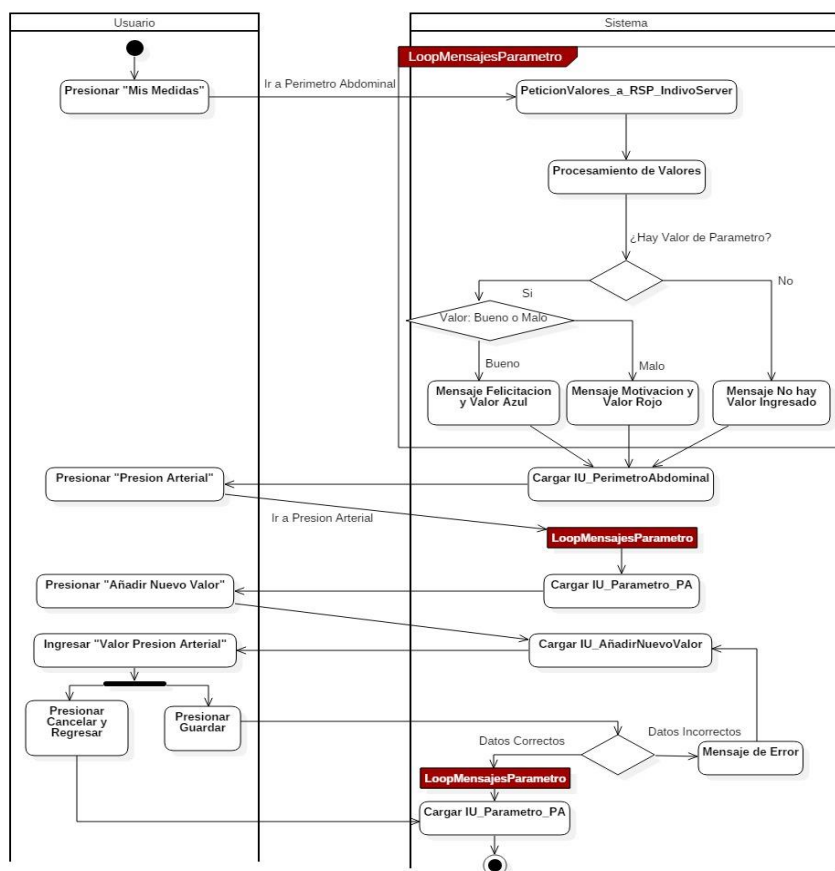 Usuario
Sistema
LoopMensajesParametro
Presionar "Mis Medidas"
Ir a Perimetro Abdominal
PeticionValores_a_RSP_IndivoServer
Procesamiento de Valores
¿Hay Valor de Parametro?
Si
No
Valor: Bueno o Malo
Bueno
Malo
Mensaje Felicitacion
y Valor Azul
Mensaje Motivacion y
Valor Rojo
Mensaje No hay
Valor Ingresado
Presionar "Presion Arterial"
Cargar IU_PerimetroAbdominal
Ir a Presion Arterial
LoopMensajesParametro
Presionar "Añadir Nuevo Valor"
Cargar IU_Parametro_PA
Ingresar "Valor Presion Arterial"
Cargar IU_AñadirNuevoValor
Presionar
Cancelar y
Regresar
Presionar
Guardar
Datos Correctos
Datos Incorrectos
Mensaje de Error
LoopMensajesParametro
Cargar IU_Parametro_PA